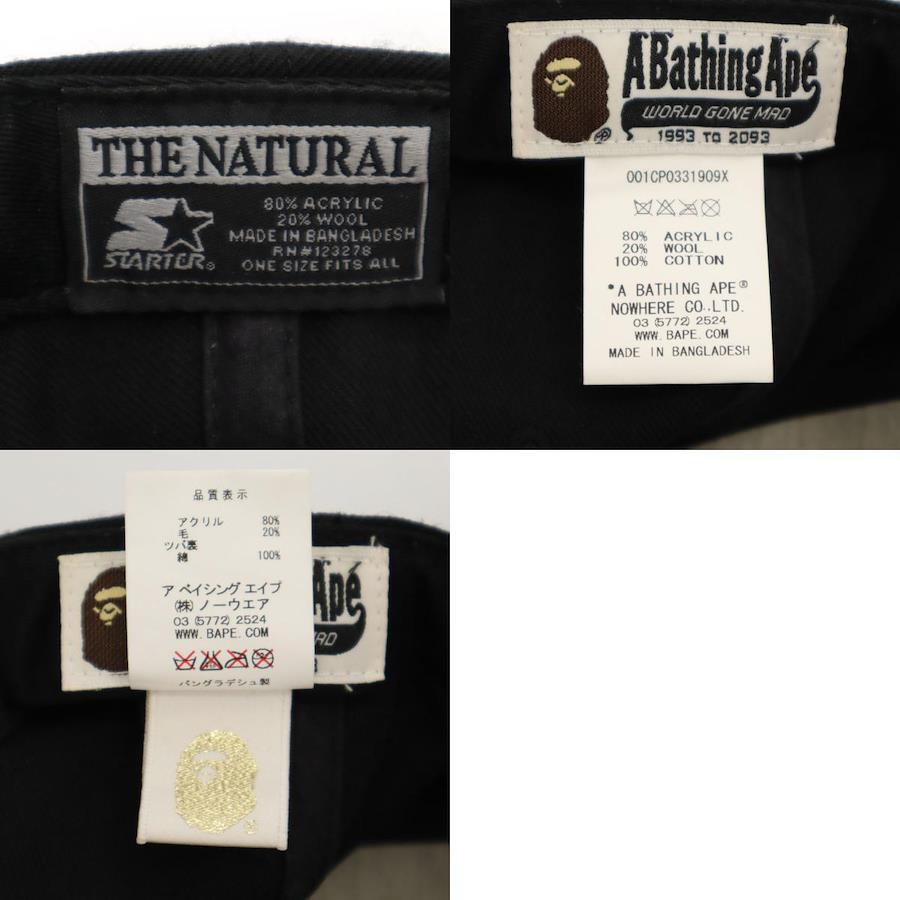 THE NATURAL
STARTER®
80% ACRYLIC
20% WOOL
MADE IN BANGLADESH
RN#123278
ONE SIZE FITS ALL
A Bathing Ape
WORLD GONE MAD
1993 TO 2093
001CP0331909X
80% ACRYLIC
20% WOOL
100% COTTON
*A BATHING APE®
NOWHERE CO.,LTD.
03 (5772) 2524
WWW.BAPE.COM
MADE IN BANGLADESH
品質表示
アクリル 80%
毛 20%
ツバ裏
綿 100%
ア ベイシング エイプ
(株) ノーウエア
03 (5772) 2524
WWW.BAPE.COM
バングラデシュ製
Ape